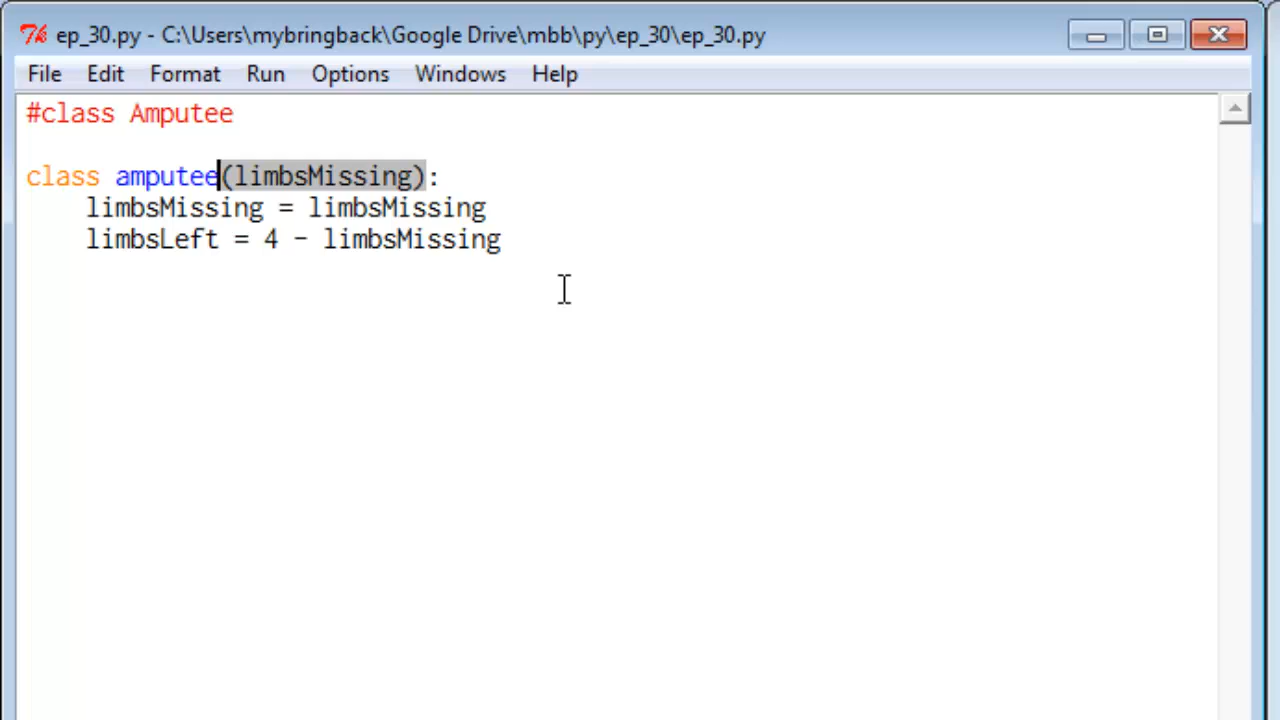 ep_30.py - C:\Users\mybringback\Google Drive\mbb\py\ep_30\ep_30.py
File Edit Format Run Options Windows Help
#class Amputee
class amputee(limbsMissing):
    limbsMissing = limbsMissing
    limbsLeft = 4 - limbsMissing